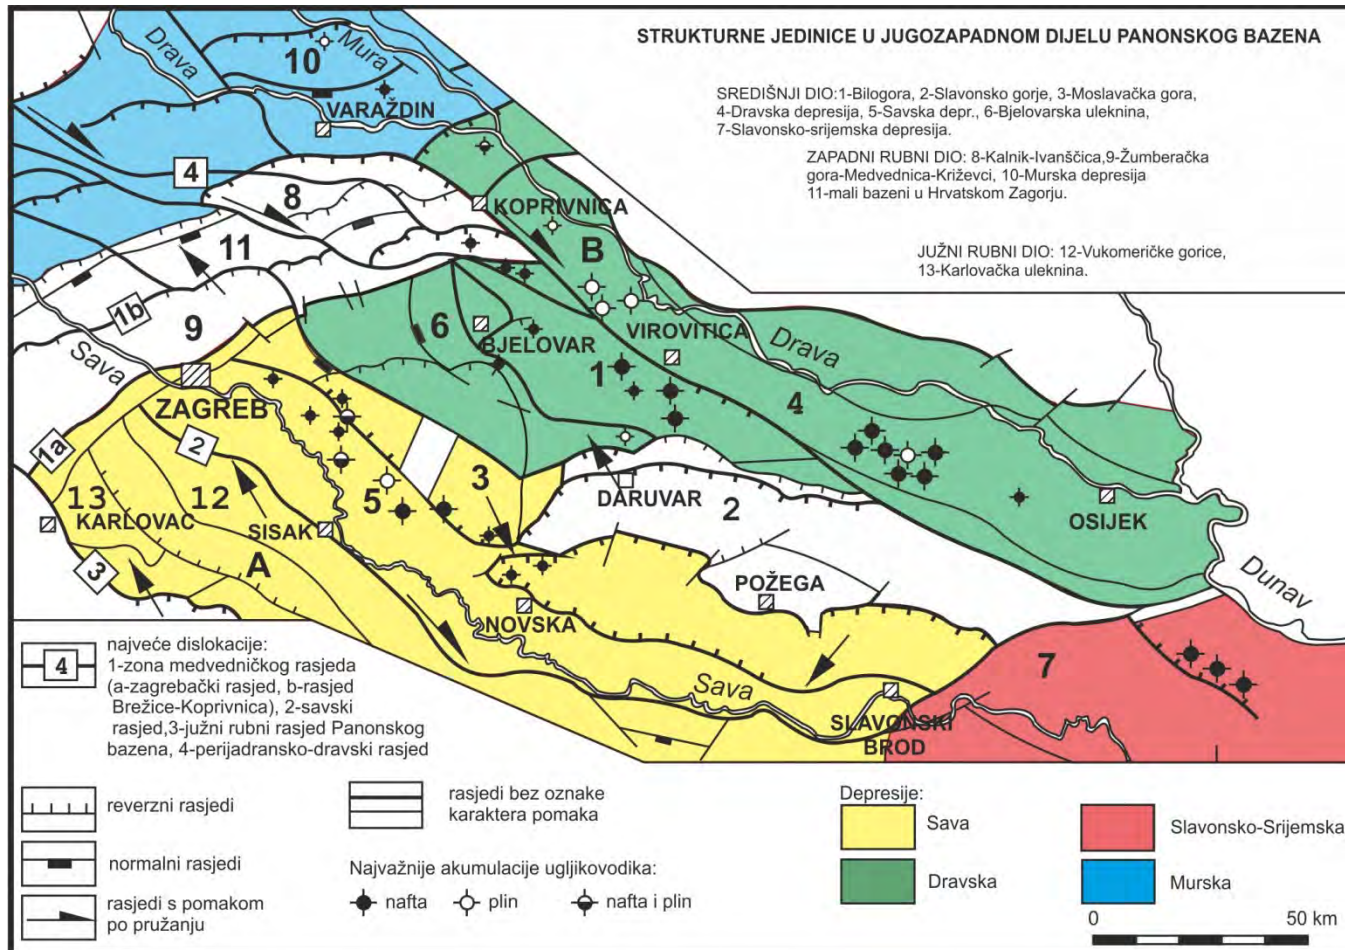 STRUKTURNE JEDINICE U JUGOZAPADNOM DIJELU PANONSKOG BAZENA
SREDIŠNJI DIO:1-Bilogora, 2-Slavonsko gorje, 3-Moslavačka gora,
4-Dravska depresija, 5-Savska depr., 6-Bjelovarska uleknina,
7-Slavonsko-srijemska depresija.
ZAPADNI RUBNI DIO: 8-Kalnik-Ivanščica,9-Žumberačka
gora-Medvednica-Križevci, 10-Murska depresija
11-mali bazeni u Hrvatskom Zagorju.
JUŽNI RUBNI DIO: 12-Vukomeričke gorice,
13-Karlovačka uleknina.
Drava
Mura
10
VARAŽDIN
4
8
KOPRIVNICA
11
B
1b
9
6
BJELOVAR
VIROVITICA
Drava
Sava
1
ZAGREB
4
1a
2
3
13
12
5
DARUVAR
2
KARLOVAC
SISAK
OSIJEK
3
A
POŽEGA
Dunav
NOVSKA
7
Sava
SLAVONSKI
BROD
4
najveće dislokacije:
1-zona medvedničkog rasjeda
(a-zagrebački rasjed, b-rasjed
Brežice-Koprivnica), 2-savski
rasjed,3-južni rubni rasjed Panonskog
bazena, 4-perijadransko-dravski rasjed
reverzni rasjedi
normalni rasjedi
rasjedi s pomakom
po pružanju
rasjedi bez oznake
karaktera pomaka
Najvažnije akumulacije ugljikovodika:
nafta
plin
nafta i plin
Depresije:
Sava
Slavonsko-Srijemska
Dravska
Murska
0
50 km